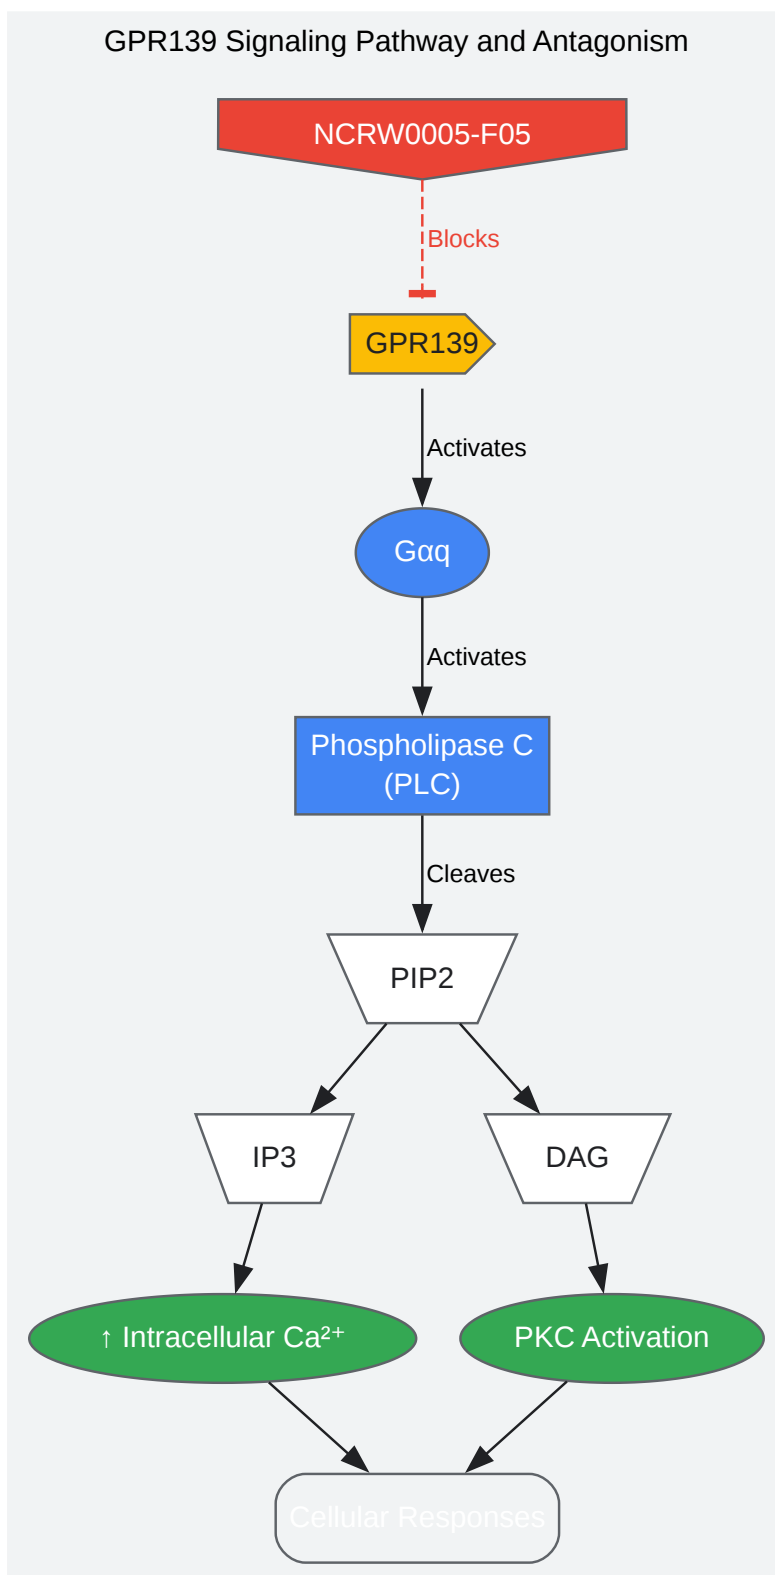 GPR139 Signaling Pathway and Antagonism
NCRW0005-F05
Blocks
GPR139
Activates
Gαq
Activates
Phospholipase C
(PLC)
Cleaves
PIP2
IP3
DAG
↑ Intracellular Ca²⁺
PKC Activation
Cellular Responses